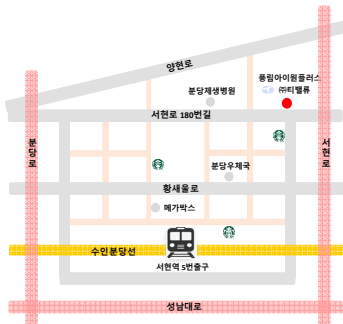 양현로
풍림아이원플러스
분당제생병원
㈜티밸류
서현로 180번길
분당로
서현로
분당우체국
황새울로
메가박스
수인분당선
서현역 5번출구
성남대로